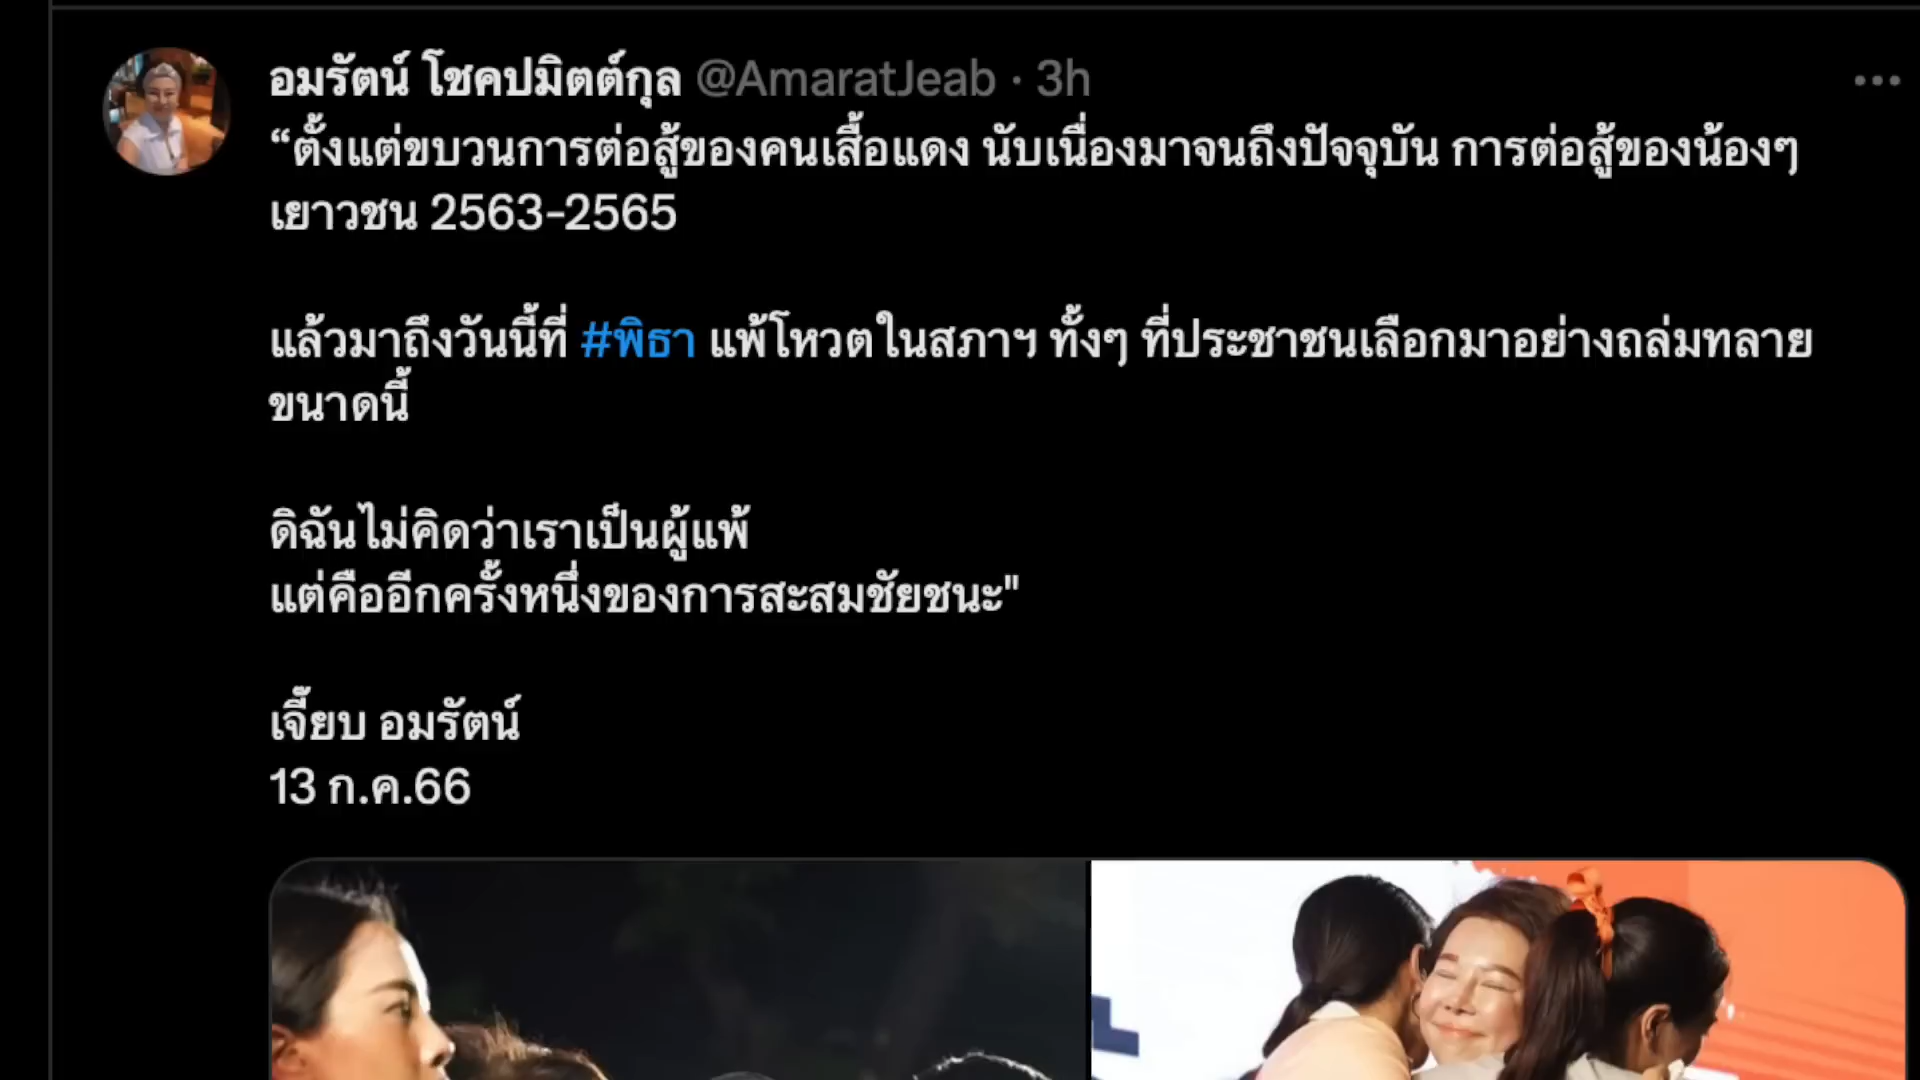 อมรัตน์ โชคปมิตต์กุล @AmaratJeab · 3h
“ตั้งแต่ขบวนการต่อสู้ของคนเสื้อแดง นับเนื่องมาจนถึงปัจจุบัน การต่อสู้ของน้องๆ
เยาวชน 2563-2565
แล้วมาถึงวันนี้ที่ #พิธา แพ้โหวตในสภาฯ ทั้งๆ ที่ประชาชนเลือกมาอย่างถล่มทลาย
ขนาดนี้
ดิฉันไม่คิดว่าเราเป็นผู้แพ้
แต่คืออีกครั้งหนึ่งของการสะสมชัยชนะ"
เจี๊ยบ อมรัตน์
13 ก.ค.66